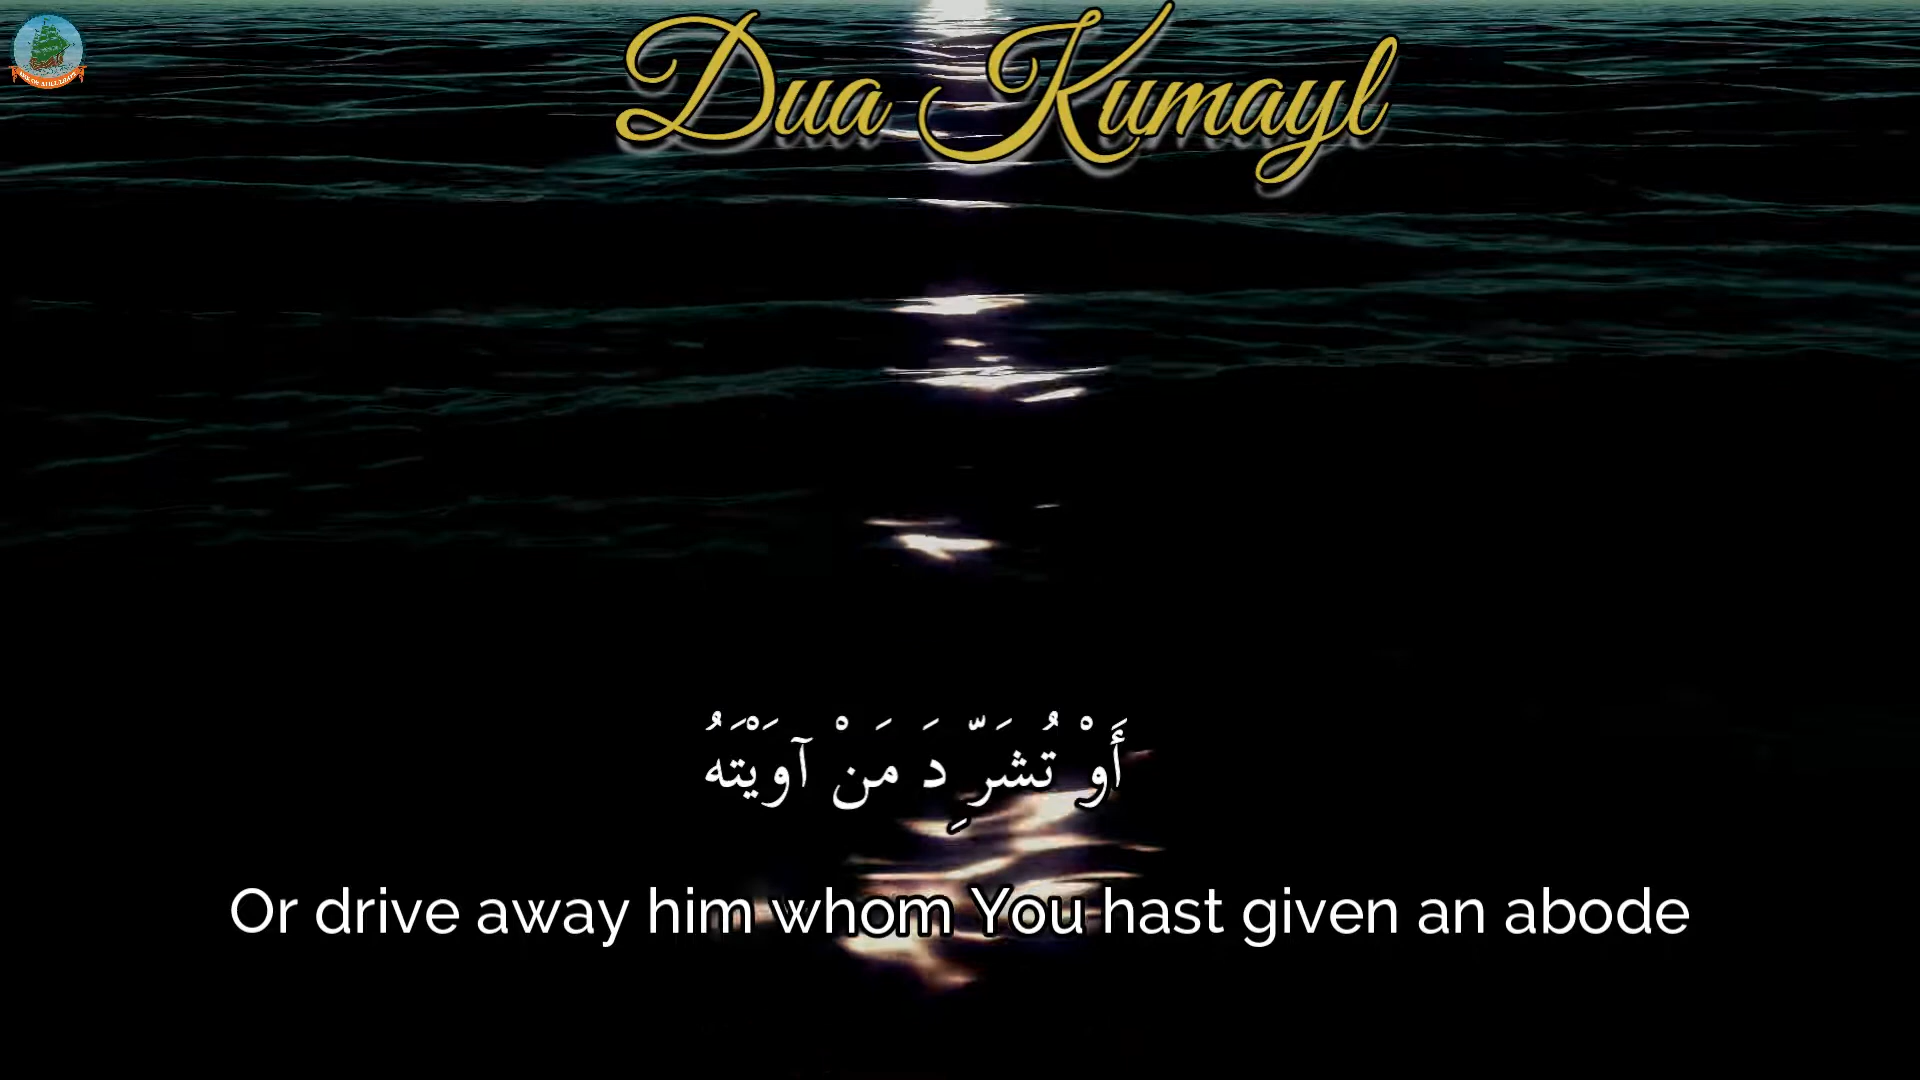 Dua Kumayl
أَوْ تُشَرِّدَ مَنْ آوَيْتَهُ
Or drive away him whom You hast given an abode